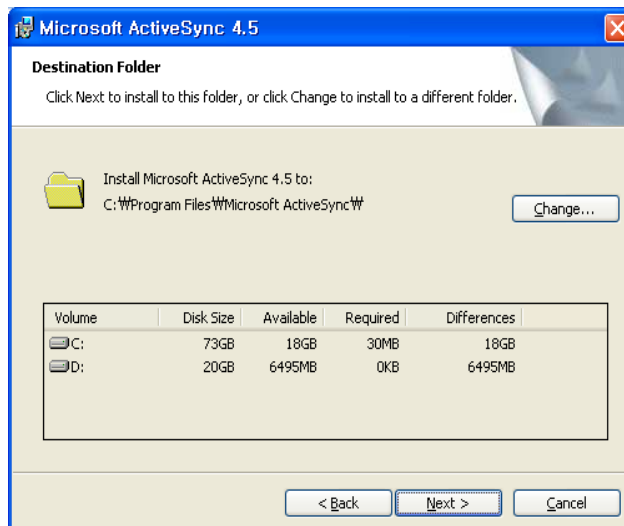 Microsoft ActiveSync 4.5
Destination Folder
Click Next to install to this folder, or click Change to install to a different folder.
Install Microsoft ActiveSync 4.5 to:
C:₩Program Files₩Microsoft ActiveSync₩
Change...
Volume Disk Size Available Required Differences
C: 73GB 18GB 30MB 18GB
D: 20GB 6495MB 0KB 6495MB
< Back Next > Cancel